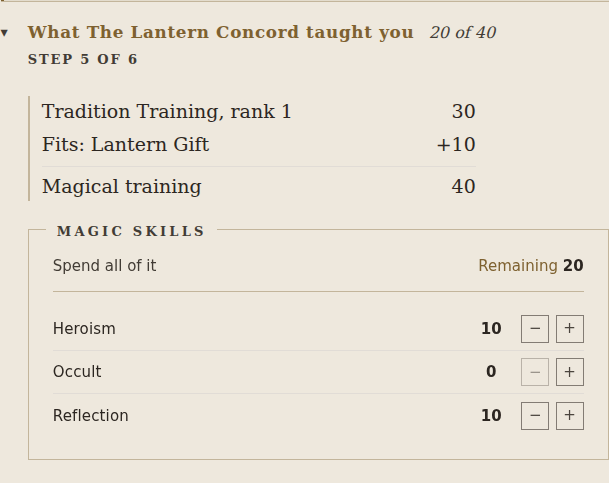 ▾ What The Lantern Concord taught you 20 of 40
STEP 5 OF 6
Tradition Training, rank 1 30
Fits: Lantern Gift +10
Magical training 40
MAGIC SKILLS
Spend all of it Remaining 20
Heroism 10 − +
Occult 0 − +
Reflection 10 − +